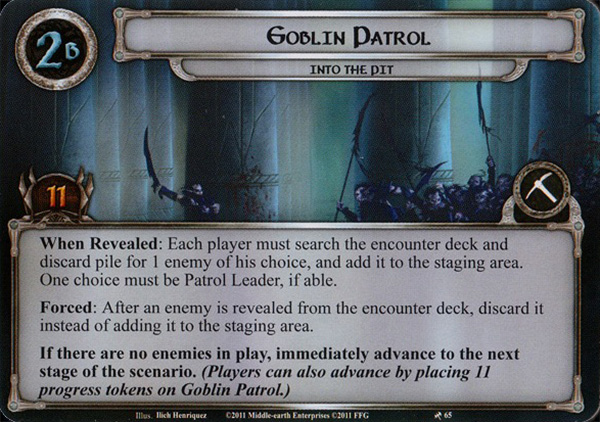 2B
GOBLIN PATROL
INTO THE PIT
11
When Revealed: Each player must search the encounter deck and
discard pile for 1 enemy of his choice, and add it to the staging area.
One choice must be Patrol Leader, if able.
Forced: After an enemy is revealed from the encounter deck, discard it
instead of adding it to the staging area.
If there are no enemies in play, immediately advance to the next
stage of the scenario. (Players can also advance by placing 11
progress tokens on Goblin Patrol.)
Illus. Ilich Henriquez ©2011 Middle-earth Enterprises ©2011 FFG 65